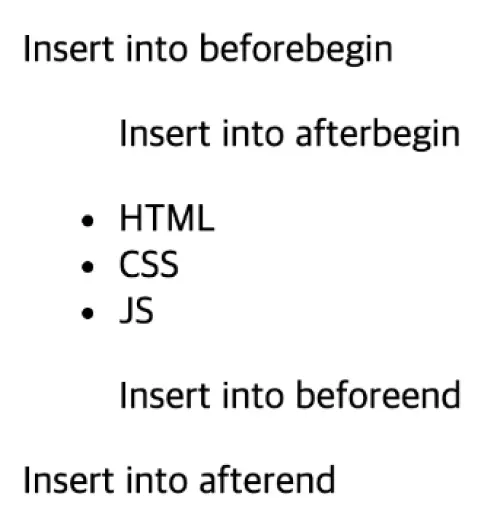 Insert into beforebegin
Insert into afterbegin
• HTML
• CSS
• JS
Insert into beforeend
Insert into afterend